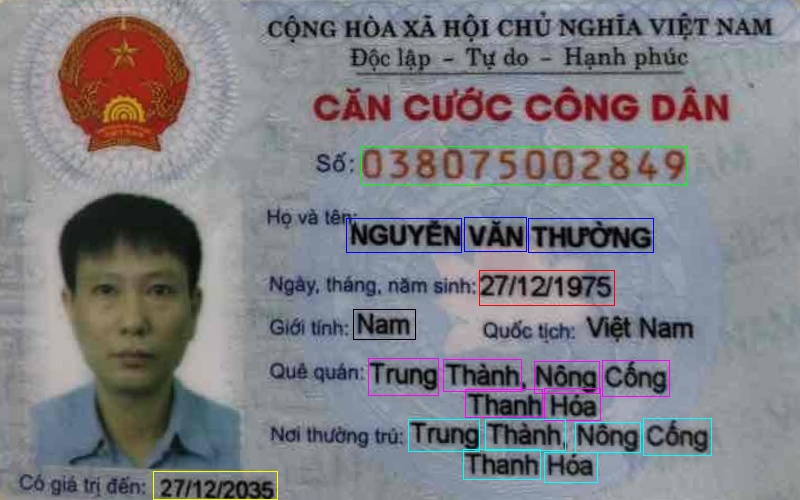 CỘNG HÒA XÃ HỘI CHỦ NGHĨA VIỆT NAM
Độc lập - Tự do - Hạnh phúc
CĂN CƯỚC CÔNG DÂN
Số: 038075002849
Họ và tên: NGUYỄN VĂN THƯỜNG
Ngày, tháng, năm sinh: 27/12/1975
Giới tính: Nam Quốc tịch: Việt Nam
Quê quán: Trung Thành, Nông Cống
Thanh Hóa
Nơi thường trú: Trung Thành, Nông Cống
Thanh Hóa
Có giá trị đến: 27/12/2035